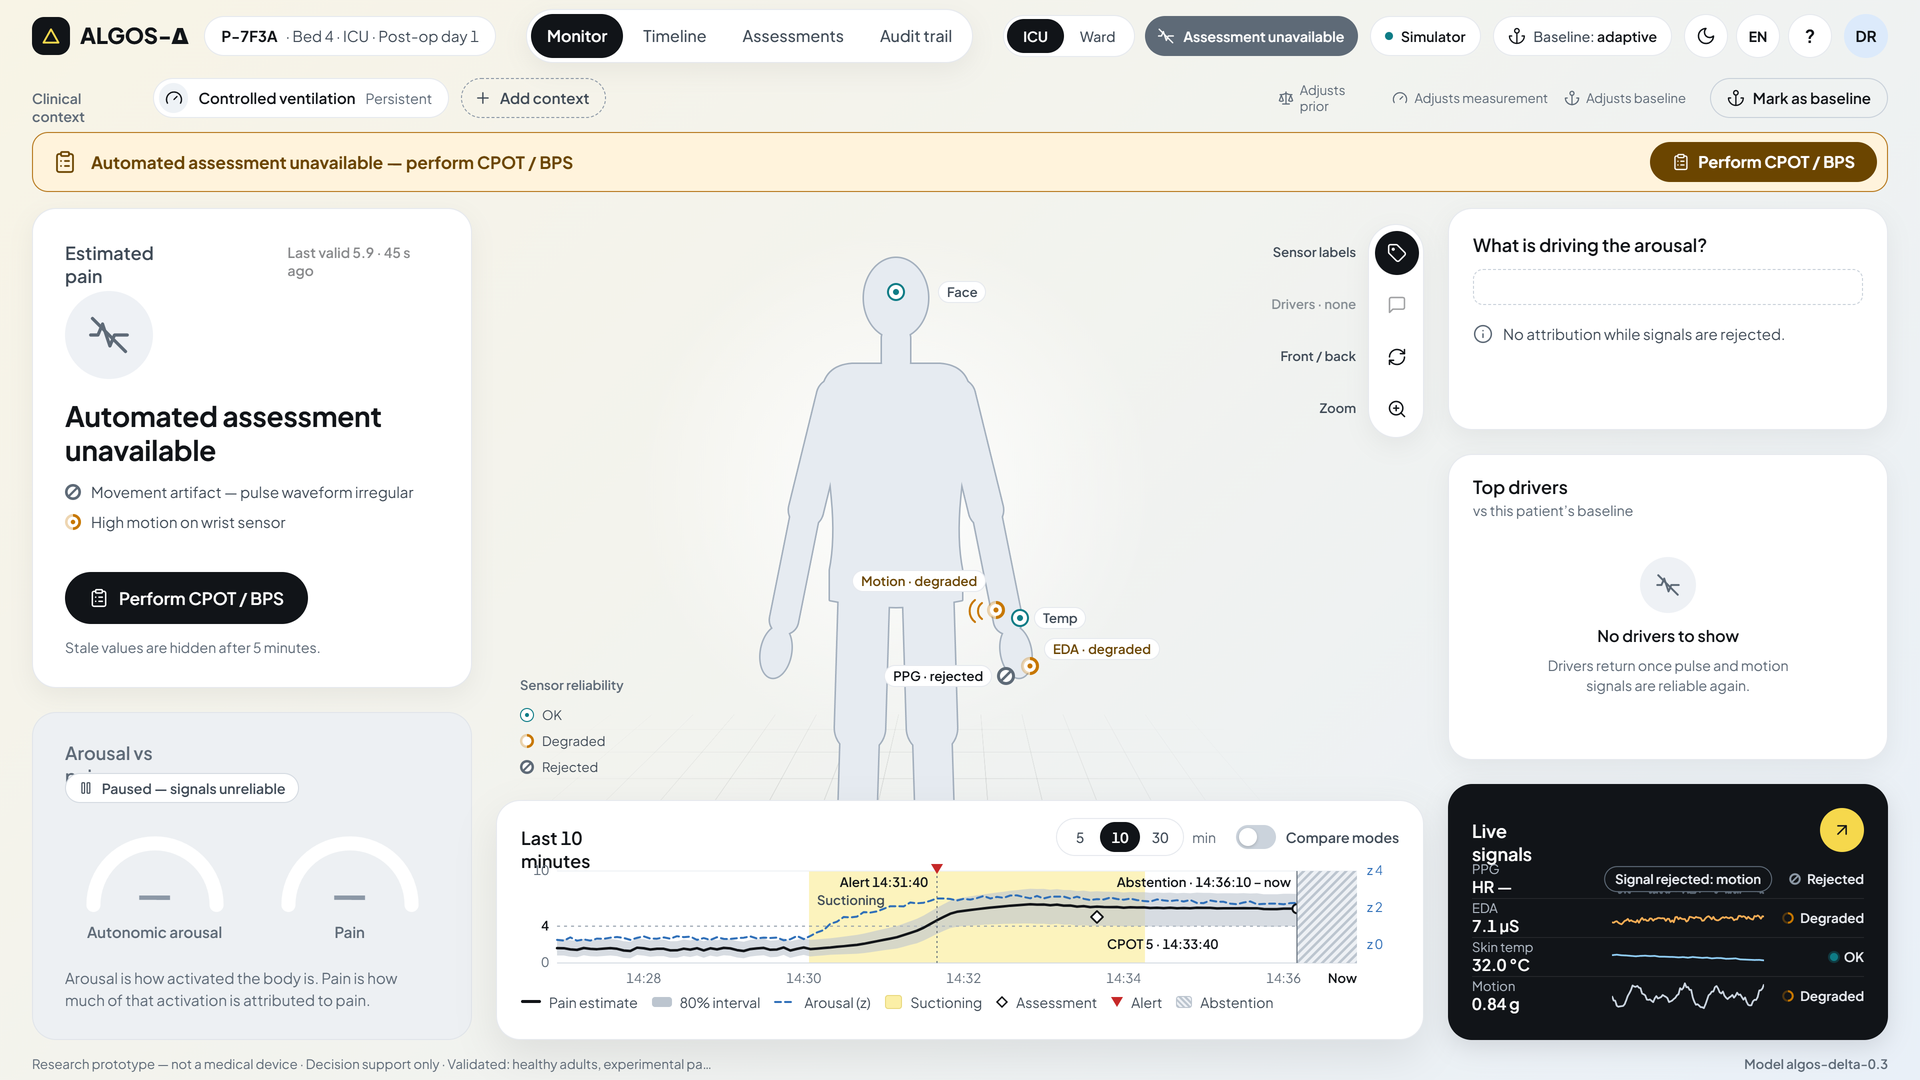 ALGOS-Δ
P-7F3A · Bed 4 · ICU · Post-op day 1
Monitor
Timeline
Assessments
Audit trail
ICU
Ward
Assessment unavailable
Simulator
Baseline: adaptive
EN
?
DR
Clinical
context
Controlled ventilation Persistent
Add context
Adjusts
prior
Adjusts measurement
Adjusts baseline
Mark as baseline
Automated assessment unavailable — perform CPOT / BPS
Perform CPOT / BPS
Estimated
pain
Last valid 5.9 · 45 s
ago
Automated assessment
unavailable
Movement artifact — pulse waveform irregular
High motion on wrist sensor
Perform CPOT / BPS
Stale values are hidden after 5 minutes.
Arousal vs
Paused — signals unreliable
Autonomic arousal
Pain
Arousal is how activated the body is. Pain is how
much of that activation is attributed to pain.
Face
Motion · degraded
Temp
EDA · degraded
PPG · rejected
Sensor labels
Drivers · none
Front / back
Zoom
Sensor reliability
OK
Degraded
Rejected
Last 10
minutes
5
10
30
min
Compare modes
10
4
0
Alert 14:31:40
Suctioning
Abstention · 14:36:10 – now
CPOT 5 · 14:33:40
z 4
z 2
z 0
14:28
14:30
14:32
14:34
14:36
Now
Pain estimate
80% interval
Arousal (z)
Suctioning
Assessment
Alert
Abstention
What is driving the arousal?
No attribution while signals are rejected.
Top drivers
vs this patient's baseline
No drivers to show
Drivers return once pulse and motion
signals are reliable again.
Live
signals
PPG
HR —
Signal rejected: motion
Rejected
EDA
7.1 µS
Degraded
Skin temp
32.0 °C
OK
Motion
0.84 g
Degraded
Research prototype — not a medical device · Decision support only · Validated: healthy adults, experimental pa…
Model algos-delta-0.3